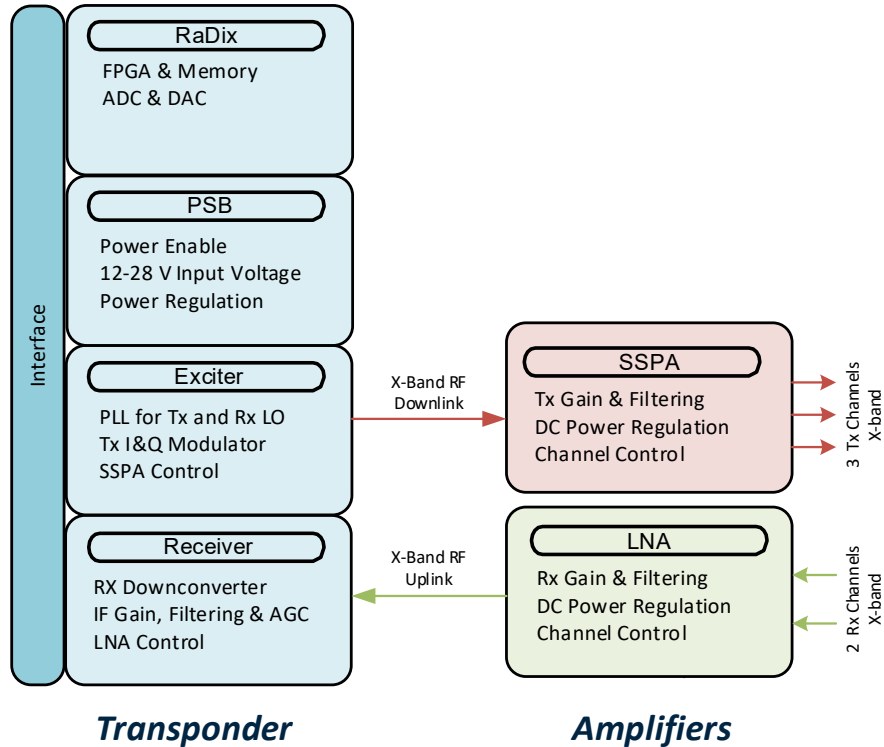 Interface
RaDix
FPGA & Memory
ADC & DAC
PSB
Power Enable
12-28 V Input Voltage
Power Regulation
Exciter
PLL for Tx and Rx LO
Tx I&Q Modulator
SSPA Control
Receiver
RX Downconverter
IF Gain, Filtering & AGC
LNA Control
X-Band RF
Downlink
X-Band RF
Uplink
SSPA
Tx Gain & Filtering
DC Power Regulation
Channel Control
3 Tx Channels
X-band
LNA
Rx Gain & Filtering
DC Power Regulation
Channel Control
2 Rx Channels
X-band
Transponder
Amplifiers